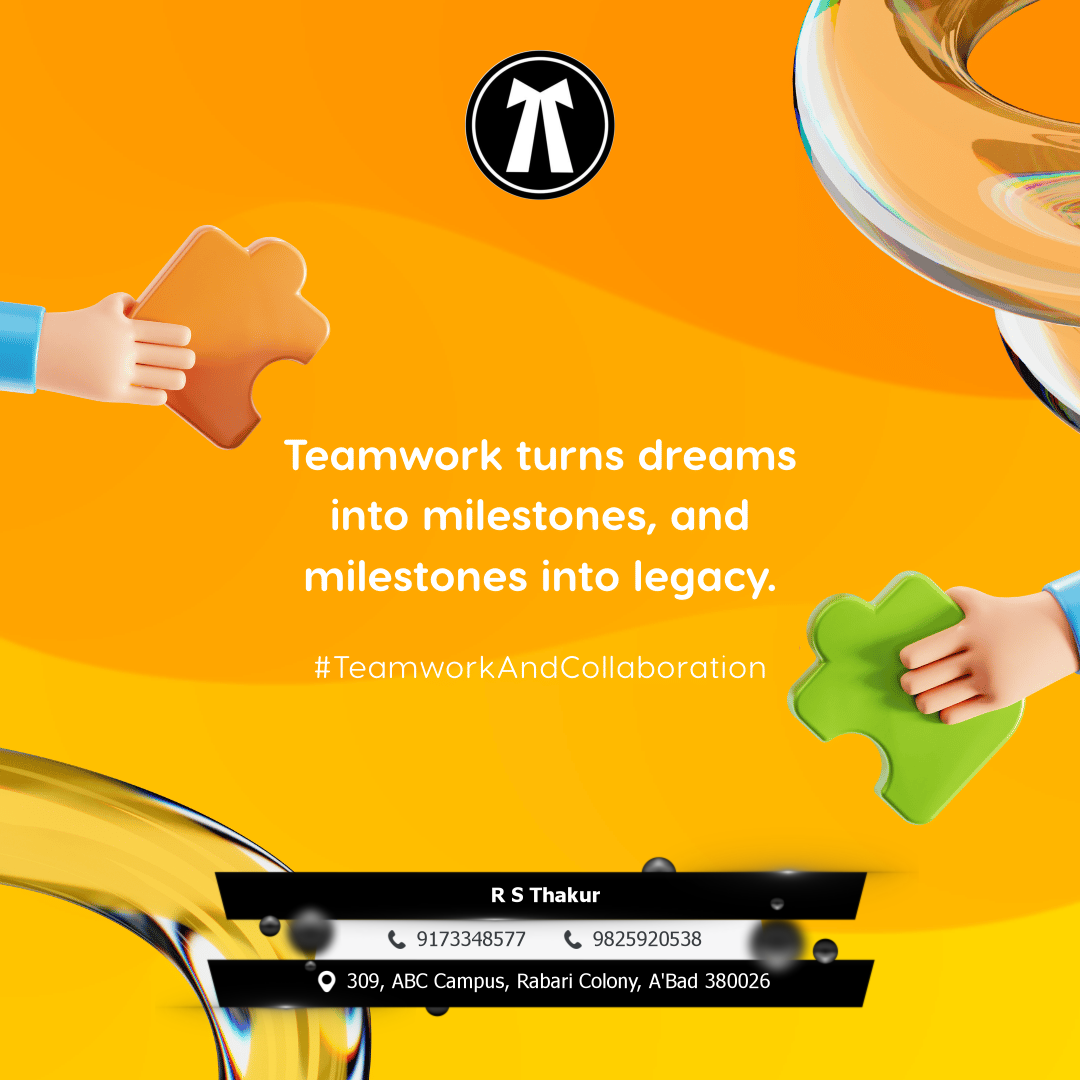 Teamwork turns dreams
into milestones, and
milestones into legacy.
#TeamworkAndCollaboration
R S Thakur
9173348577 9825920538
309, ABC Campus, Rabari Colony, A'Bad 380026